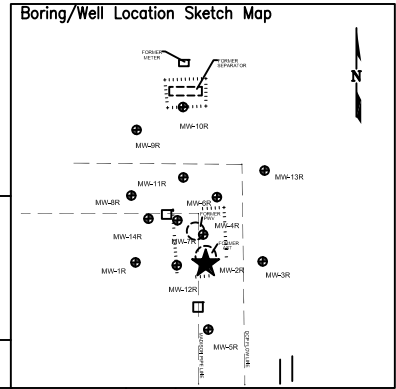 Boring/Well Location Sketch Map
FORMER
METER
FORMER
SEPARATOR
N
MW-10R
MW-9R
MW-13R
MW-11R
MW-8R
MW-6R
FORMER
PWV
MW-4R
MW-14R
MW-7R
FORMER
MW-1R
MW-2R
MW-3R
MW-12R
MW-5R